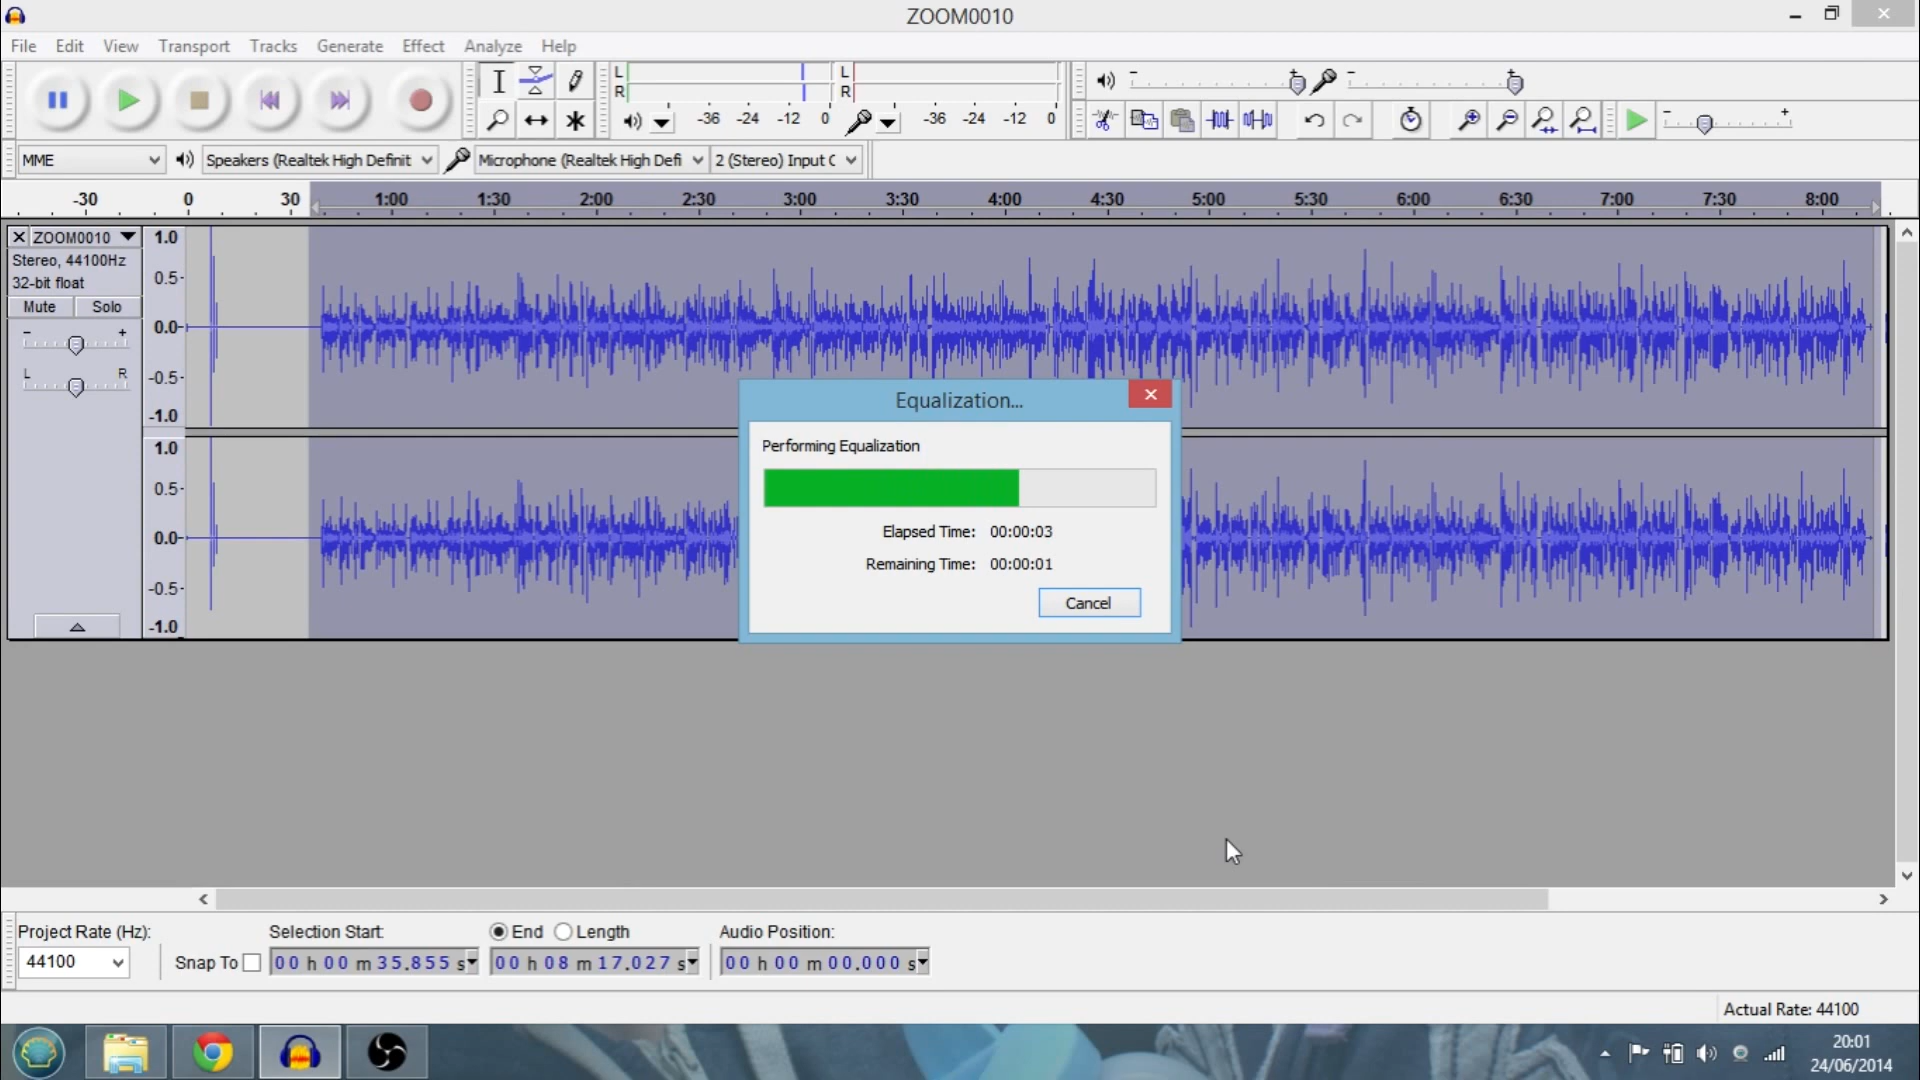 ZOOM0010
File Edit View Transport Tracks Generate Effect Analyze Help
L
R
-36 -24 -12 0
L
R
-36 -24 -12 0
MME
Speakers (Realtek High Definit
Microphone (Realtek High Defi
2 (Stereo) Input C
-30 0 30 1:00 1:30 2:00 2:30 3:00 3:30 4:00 4:30 5:00 5:30 6:00 6:30 7:00 7:30 8:00
ZOOM0010
Stereo, 44100Hz
32-bit float
Mute Solo
- +
L R
1.0
0.5-
0.0-
-0.5-
-1.0
1.0
0.5-
0.0-
-0.5-
-1.0
Equalization...
Performing Equalization
Elapsed Time: 00:00:03
Remaining Time: 00:00:01
Cancel
Project Rate (Hz):
44100
Snap To
Selection Start:
00 h 00 m 35.855 s
End Length
00 h 08 m 17.027 s
Audio Position:
00 h 00 m 00.000 s
Actual Rate: 44100
20:01
24/06/2014